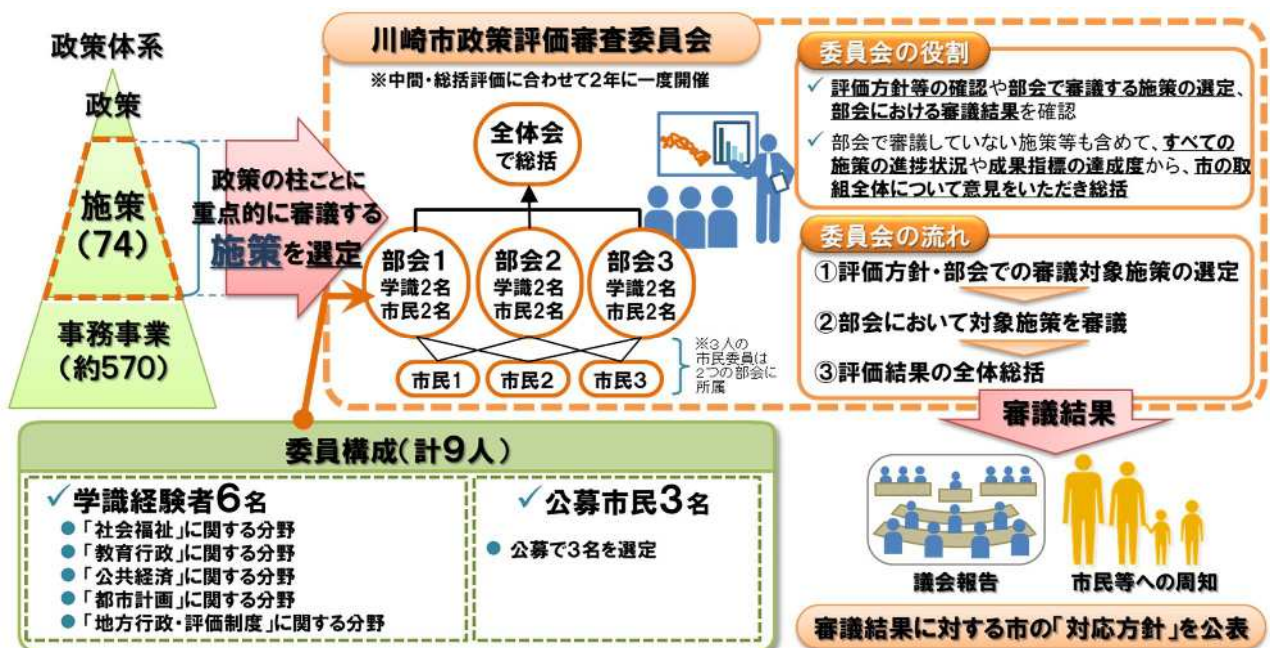 政策体系
政策
施策
(74)
事務事業
(約570)
政策の柱ごとに
重点的に審議する
施策を選定
川崎市政策評価審査委員会
※中間・総括評価に合わせて2年に一度開催
全体会
で総括
部会1
学識2名
市民2名
部会2
学識2名
市民2名
部会3
学識2名
市民2名
市民1
市民2
市民3
※3人の
市民委員は
2つの部会に
所属
委員会の役割
✓ 評価方針等の確認や部会で審議する施策の選定、
部会における審議結果を確認
✓ 部会で審議していない施策等も含めて、すべての
施策の進捗状況や成果指標の達成度から、市の取
組全体について意見をいただき総括
委員会の流れ
①評価方針・部会での審議対象施策の選定
②部会において対象施策を審議
③評価結果の全体総括
審議結果
議会報告
市民等への周知
審議結果に対する市の「対応方針」を公表
委員構成(計9人)
✓学識経験者6名
●「社会福祉」に関する分野
●「教育行政」に関する分野
●「公共経済」に関する分野
●「都市計画」に関する分野
●「地方行政・評価制度」に関する分野
✓公募市民3名
● 公募で3名を選定